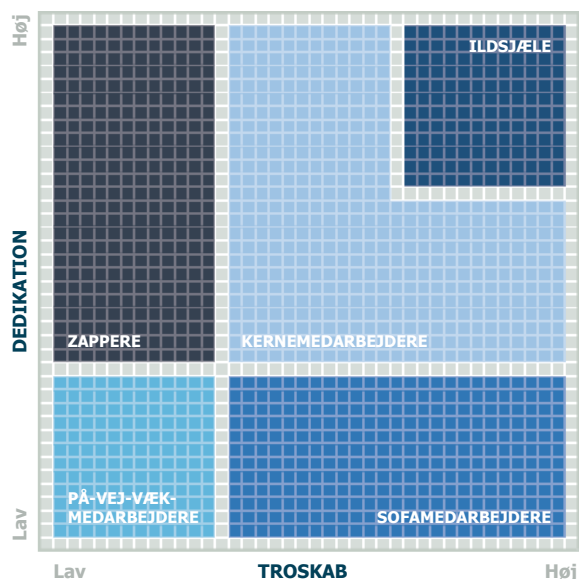 Høj
ILDSJÆLE
DEDIKATION
ZAPPERE
KERNEMEDARBEJDERE
PÅ-VEJ-VÆK-
MEDARBEJDERE
SOFAMEDARBEJDERE
Lav
Lav
TROSKAB
Høj